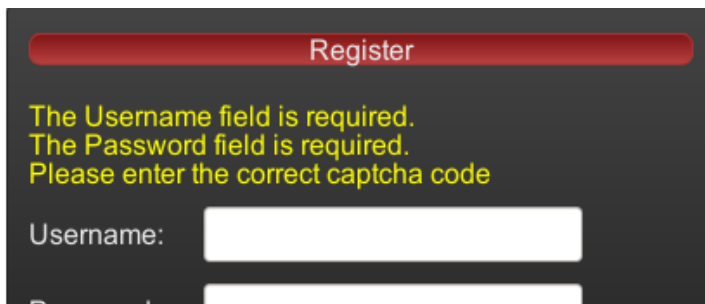 Register
The Username field is required.
The Password field is required.
Please enter the correct captcha code
Username: